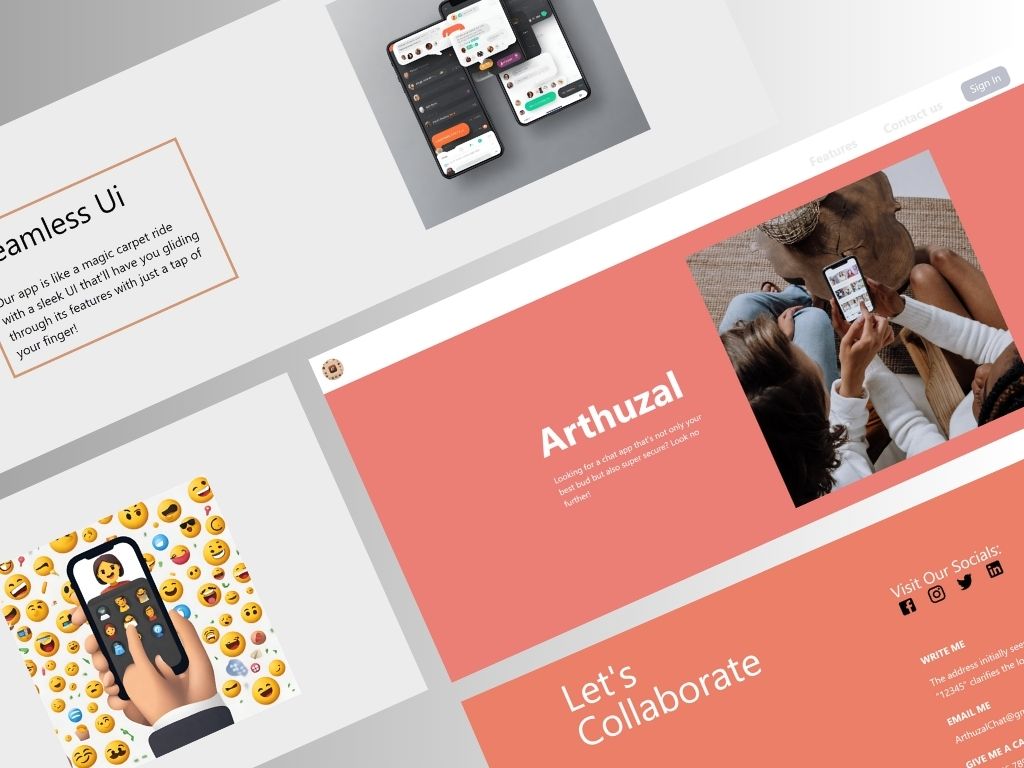 eamless Ui
Our app is like a magic carpet ride
with a sleek UI that'll have you gliding
through its features with just a tap of
your finger!
Features
Contact us
Sign In
Arthuzal
Looking for a chat app that's not only your
best bud but also super secure? Look no
further!
Let's
Collaborate
Visit Our Socials:
WRITE ME
The address initially see
"12345" clarifies the lo
EMAIL ME
ArthuzalChat@gm
GIVE ME A CA